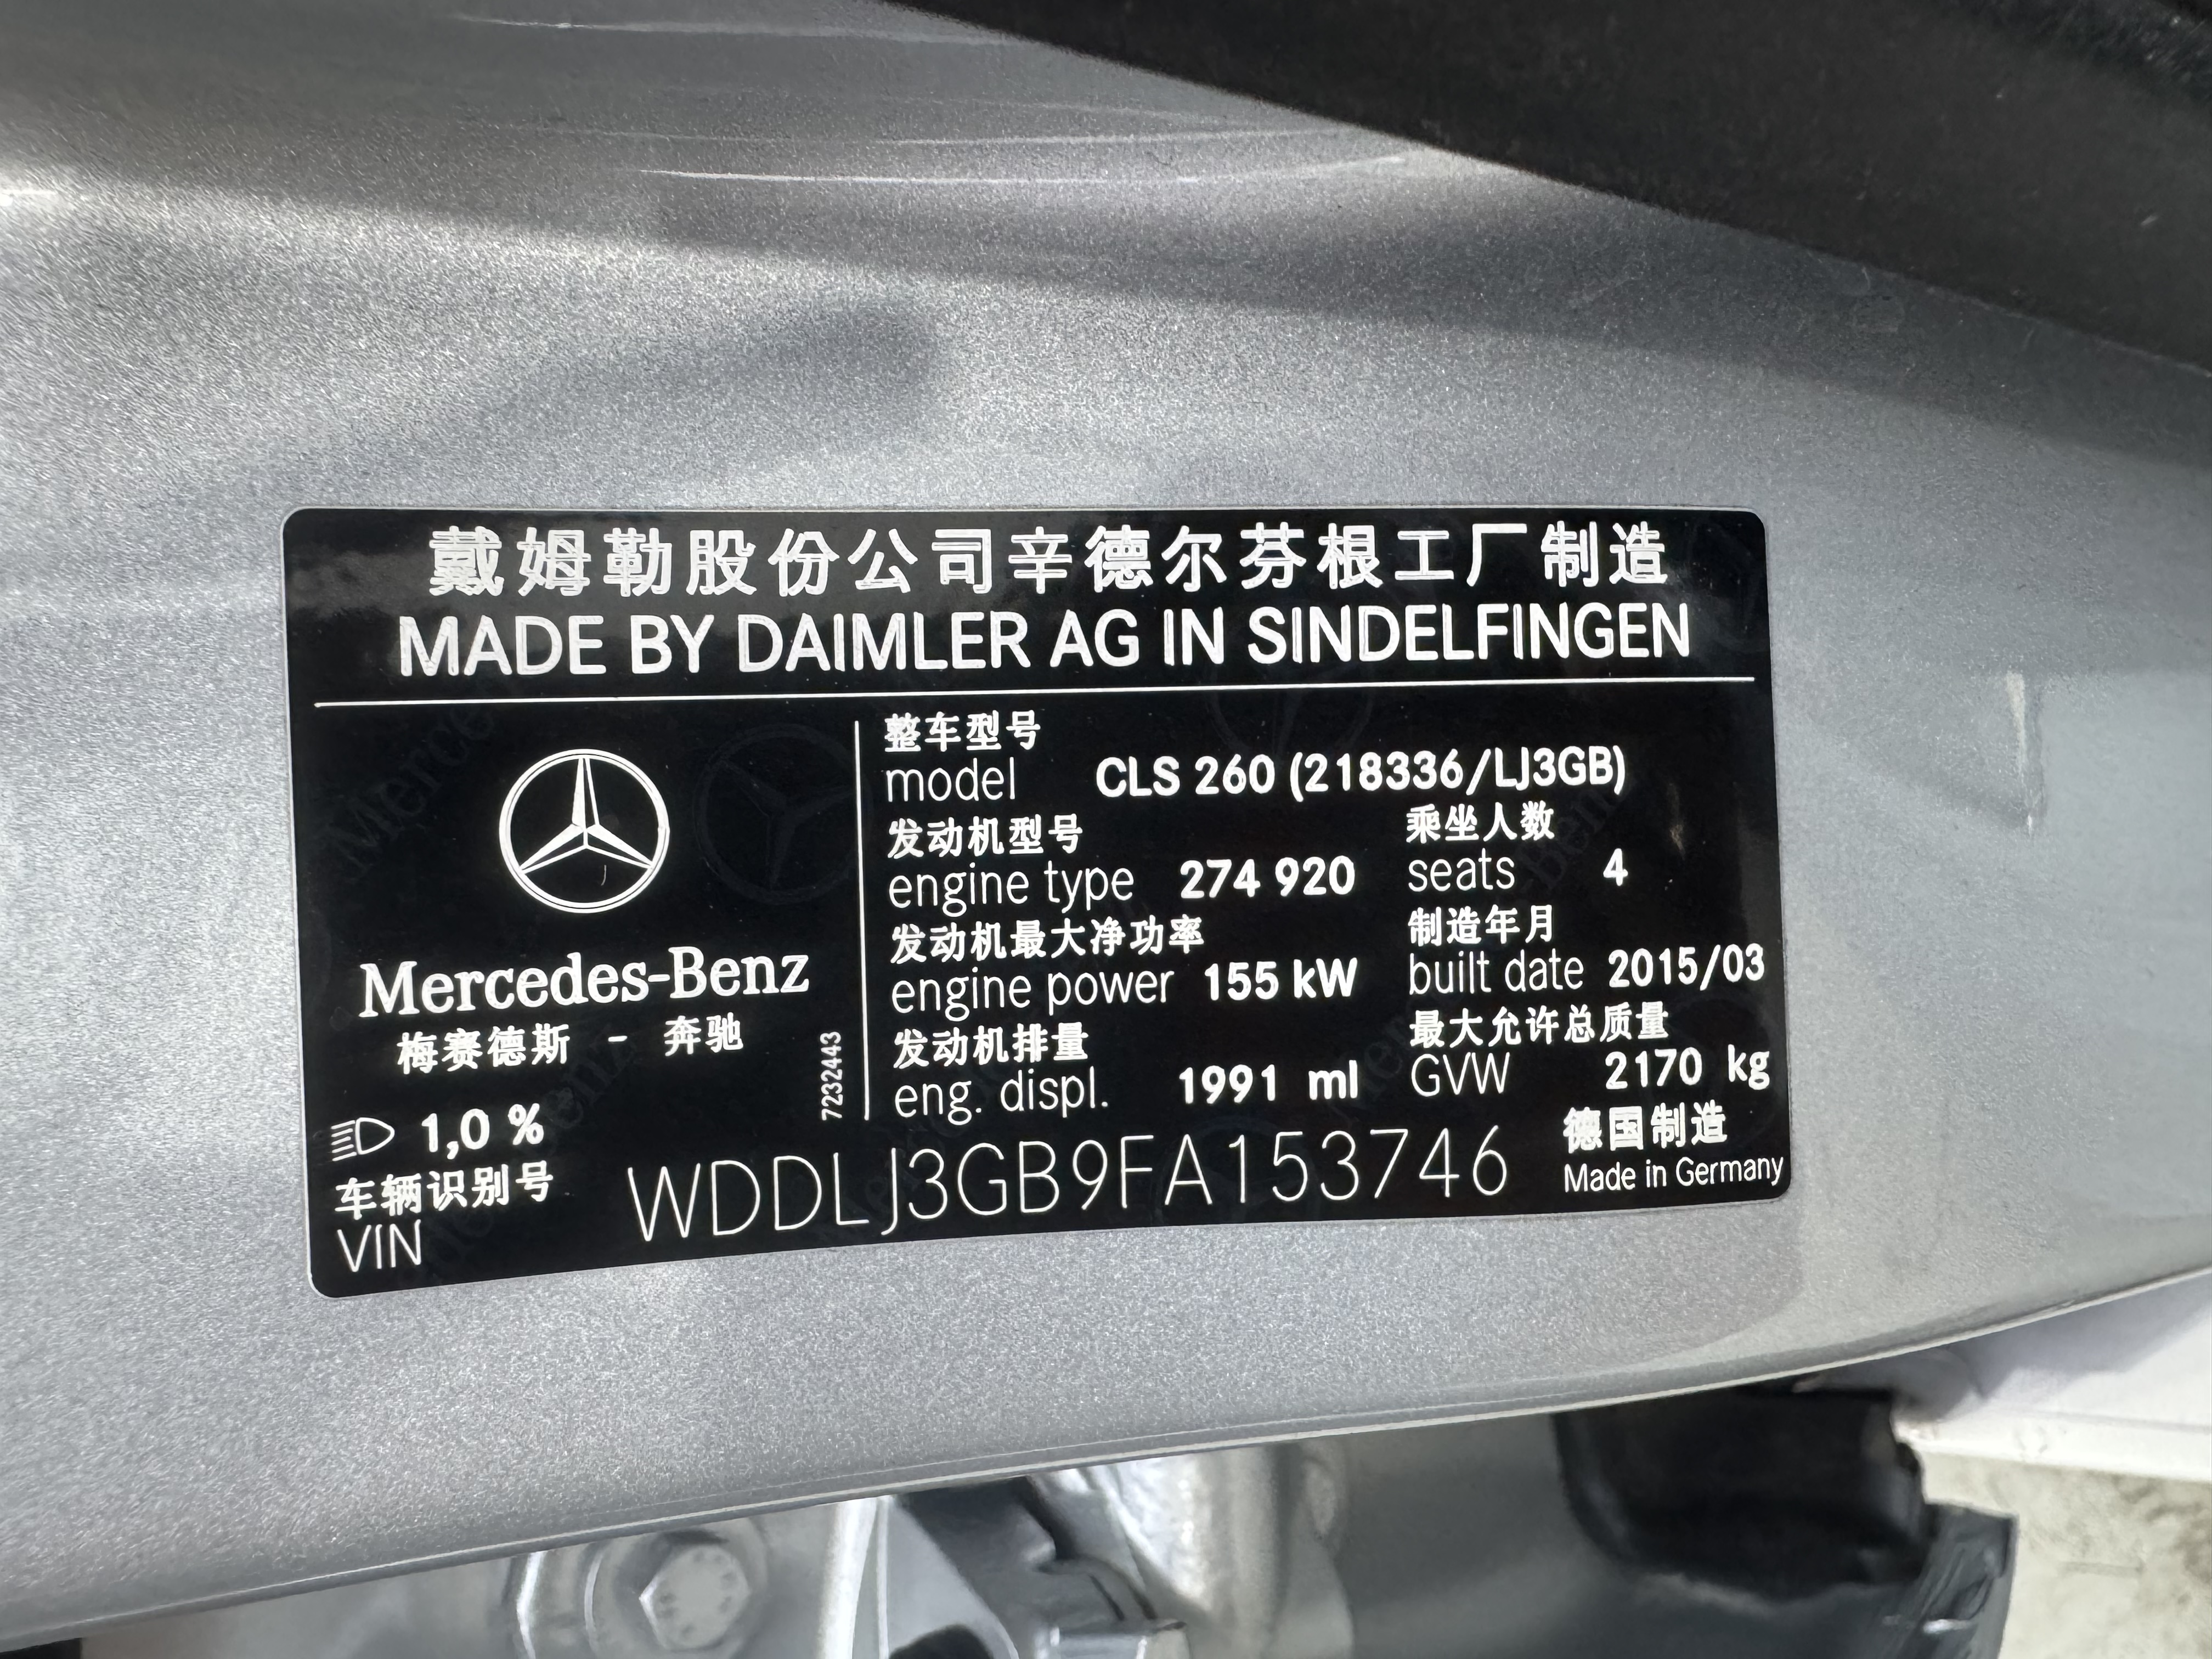 戴姆勒股份公司辛德尔芬根工厂制造
MADE BY DAIMLER AG IN SINDELFINGEN
Mercedes-Benz
梅赛德斯 - 奔驰
7232443
1,0 %
整车型号
model CLS 260 (218336/LJ3GB)
发动机型号
engine type 274 920
乘坐人数
seats 4
发动机最大净功率
engine power 155 kW
制造年月
built date 2015/03
发动机排量
eng. displ. 1991 ml
最大允许总质量
GVW 2170 kg
车辆识别号
VIN WDDLJ3GB9FA153746
德国制造
Made in Germany